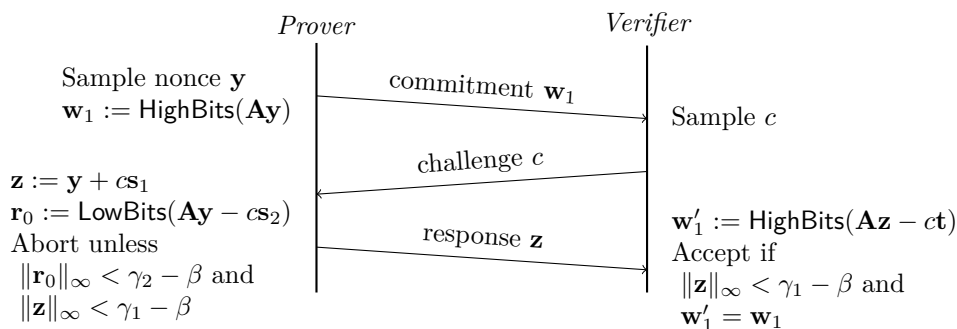 Prover
Verifier
Sample nonce y
w₁ := HighBits(Ay)
commitment w₁
Sample c
challenge c
z := y + cs₁
r₀ := LowBits(Ay − cs₂)
Abort unless
‖r₀‖∞ < γ₂ − β and
‖z‖∞ < γ₁ − β
response z
w′₁ := HighBits(Az − ct)
Accept if
‖z‖∞ < γ₁ − β and
w′₁ = w₁